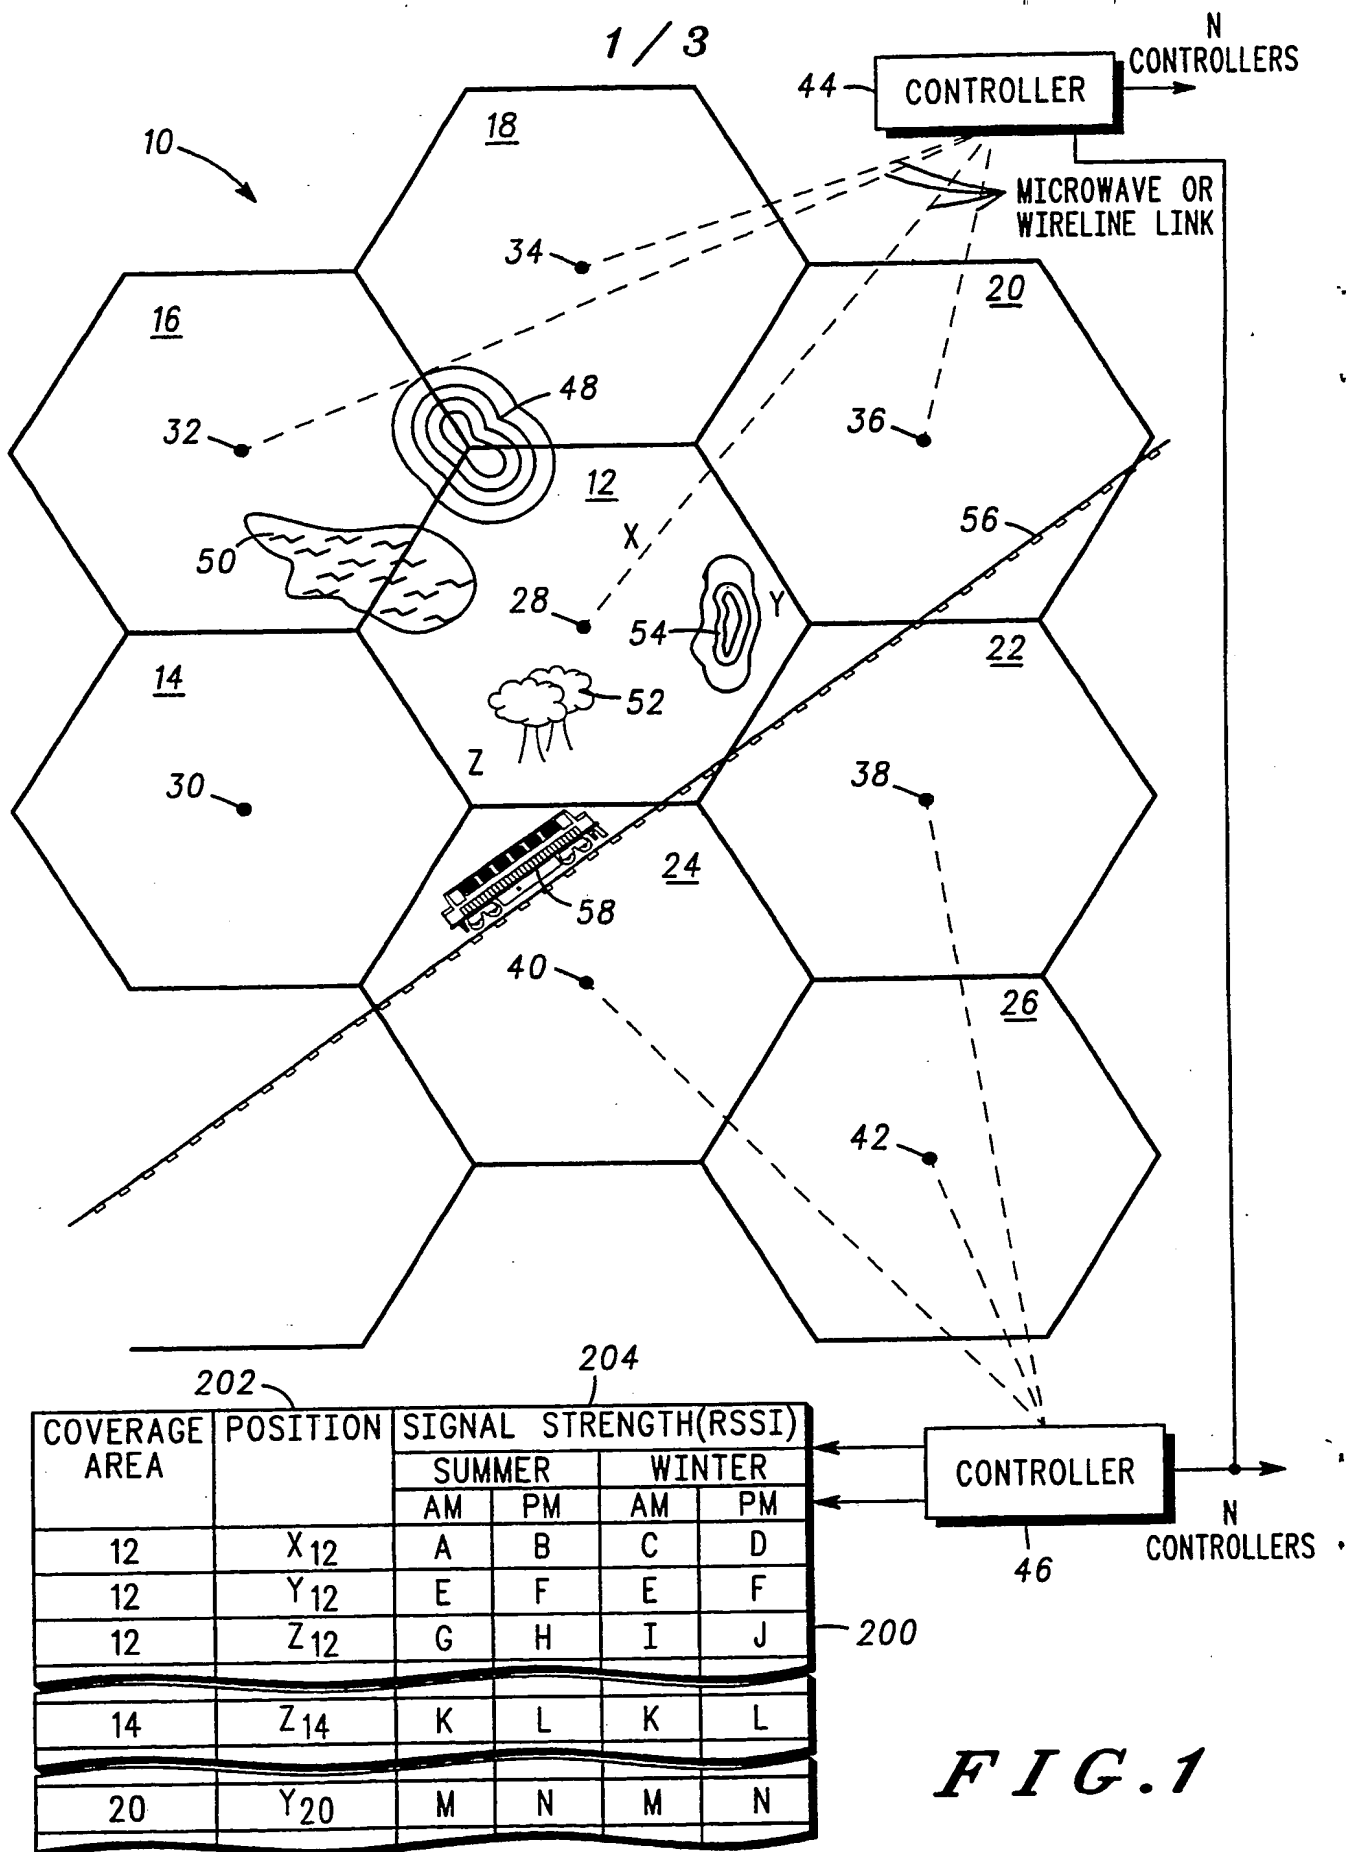 1/3
N
CONTROLLERS
44
CONTROLLER
10
18
MICROWAVE OR
WIRELINE LINK
34
20
16
48
36
32
12
56
X
50
28
54
Y
22
14
52
Z
38
30
24
58
40
26
42
202
204
COVERAGE AREA POSITION SIGNAL STRENGTH(RSSI)
SUMMER WINTER
AM PM AM PM
12 X12 A B C D
12 Y12 E F E F
12 Z12 G H I J
14 Z14 K L K L
20 Y20 M N M N
200
CONTROLLER
46
N
CONTROLLERS
FIG.1